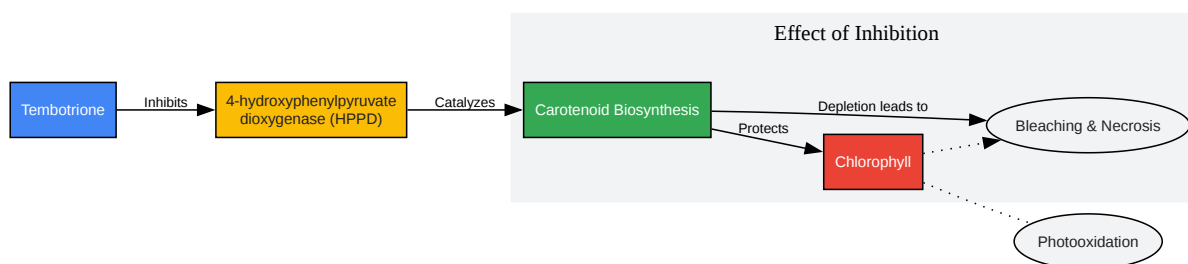 Effect of Inhibition
Tembotrione
Inhibits
4-hydroxyphenylpyruvate
dioxygenase (HPPD)
Catalyzes
Carotenoid Biosynthesis
Depletion leads to
Protects
Chlorophyll
Bleaching & Necrosis
Photooxidation